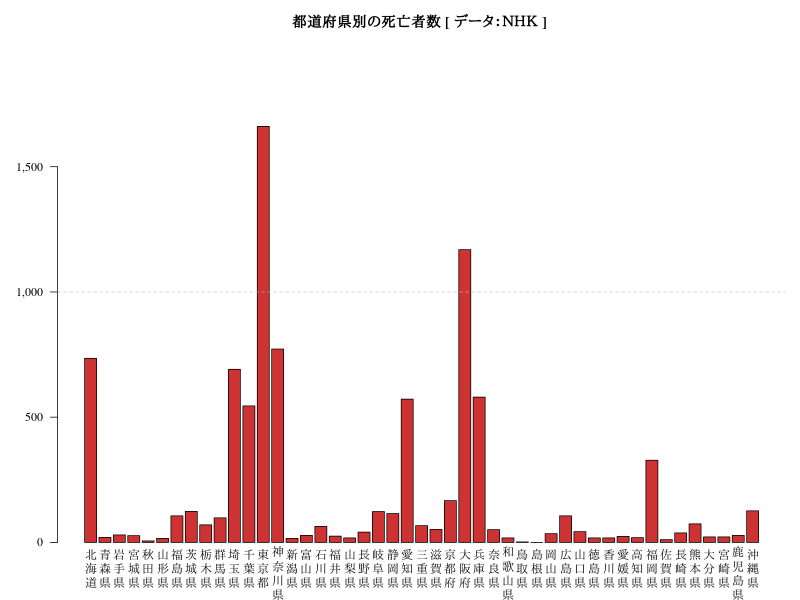 都道府県別の死亡者数 [ データ：NHK ]
1,500
1,000
500
0
北海道
青森県
岩手県
宮城県
秋田県
山形県
福島県
茨城県
栃木県
群馬県
埼玉県
千葉県
東京都
神奈川県
新潟県
富山県
石川県
福井県
山梨県
長野県
岐阜県
静岡県
愛知県
三重県
滋賀県
京都府
大阪府
兵庫県
奈良県
和歌山県
鳥取県
島根県
岡山県
広島県
山口県
徳島県
香川県
愛媛県
高知県
福岡県
佐賀県
長崎県
熊本県
大分県
宮崎県
鹿児島県
沖縄県